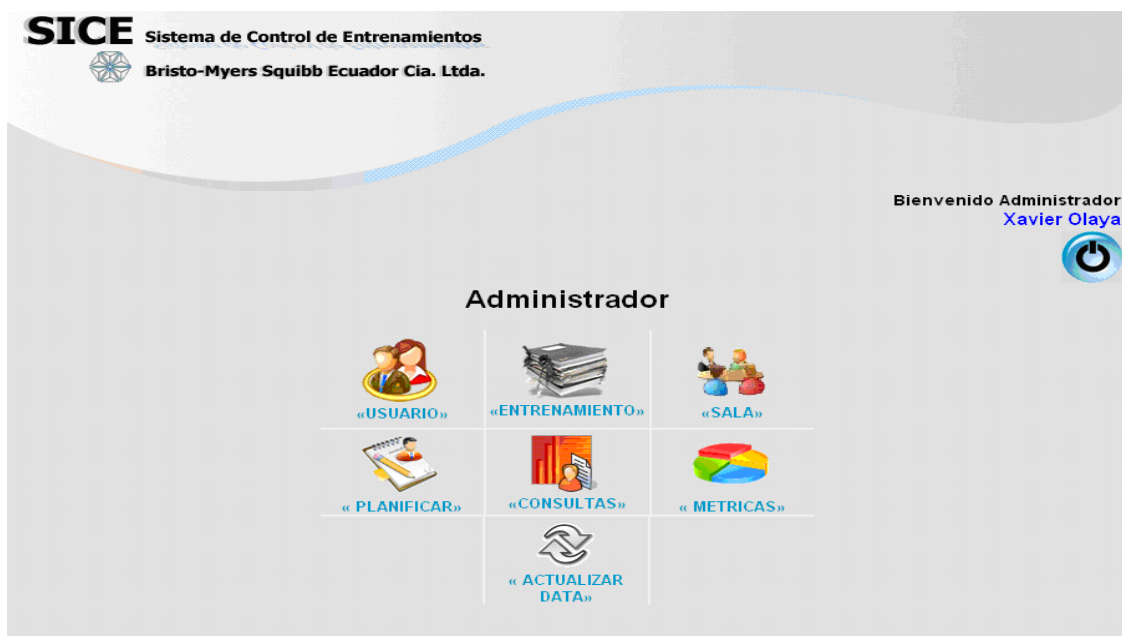 SICE Sistema de Control de Entrenamientos
Bristo-Myers Squibb Ecuador Cia. Ltda.
Bienvenido Administrador
Xavier Olaya
Administrador
«USUARIO» «ENTRENAMIENTO» «SALA»
« PLANIFICAR» «CONSULTAS» « METRICAS»
« ACTUALIZAR
DATA»